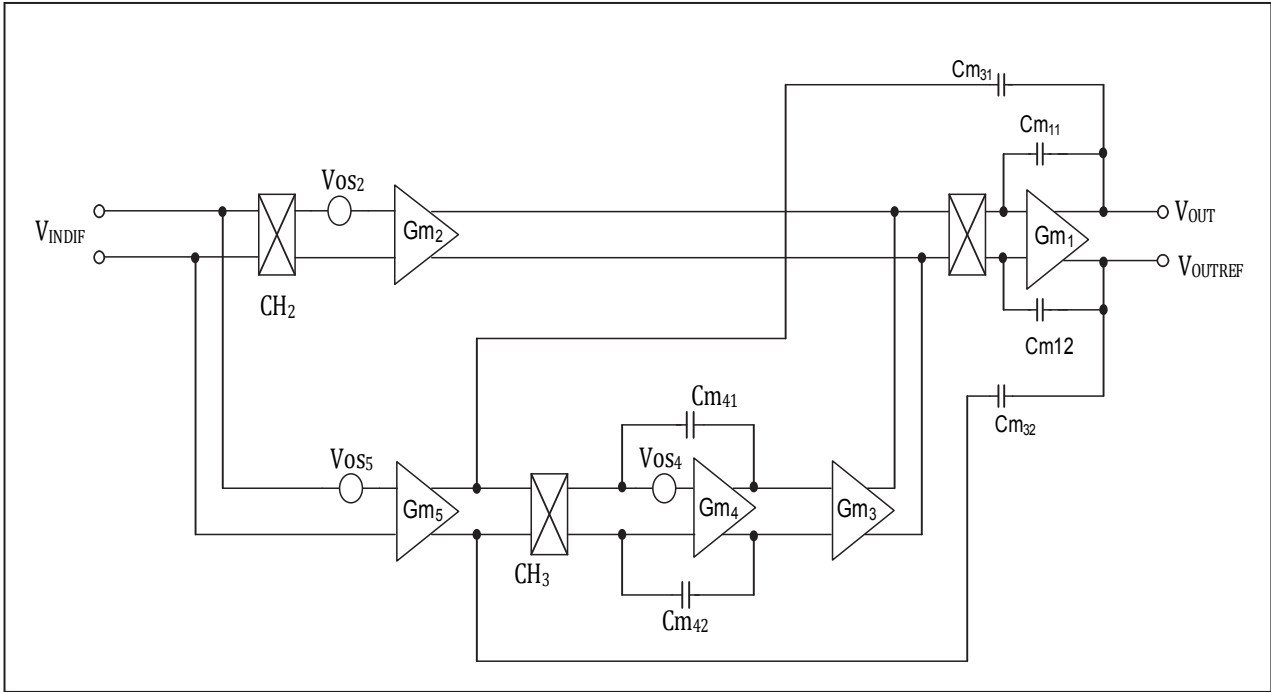 Cm31
Cm11
Vos2
VINDIF
Gm2
Gm1
VOUT
VOUTREF
CH2
Cm12
Cm41
Cm32
Vos5
Vos4
Gm5
Gm4
Gm3
CH3
Cm42